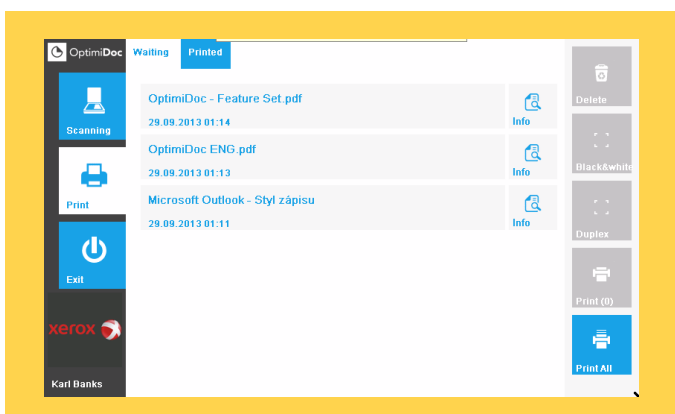 OptimiDoc
Waiting
Printed
Scanning
Print
Exit
xerox
Karl Banks
OptimiDoc - Feature Set.pdf
29.09.2013 01:14
Info
OptimiDoc ENG.pdf
29.09.2013 01:13
Info
Microsoft Outlook - Styl zápisu
29.09.2013 01:11
Info
Delete
Black&white
Duplex
Print (0)
Print All